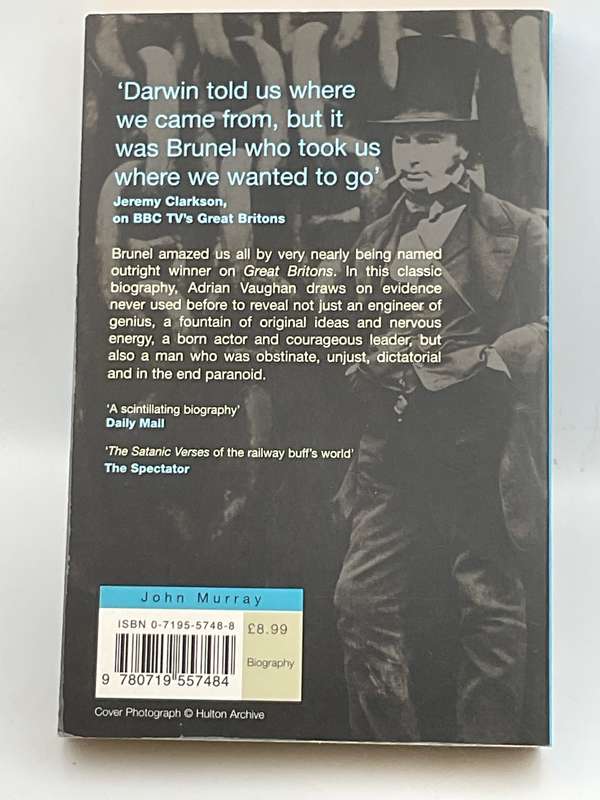 ‘Darwin told us where
we came from, but it
was Brunel who took us
where we wanted to go’
Jeremy Clarkson,
on BBC TV’s Great Britons
Brunel amazed us all by very nearly being named
outright winner on Great Britons. In this classic
biography, Adrian Vaughan draws on evidence
never used before to reveal not just an engineer of
genius, a fountain of original ideas and nervous
energy, a born actor and courageous leader, but
also a man who was obstinate, unjust, dictatorial
and in the end paranoid.
‘A scintillating biography’
Daily Mail
‘The Satanic Verses of the railway buff’s world’
The Spectator
John Murray
ISBN 0-7195-5748-8
£8.99
Biography
9 780719 557484
Cover Photograph © Hulton Archive